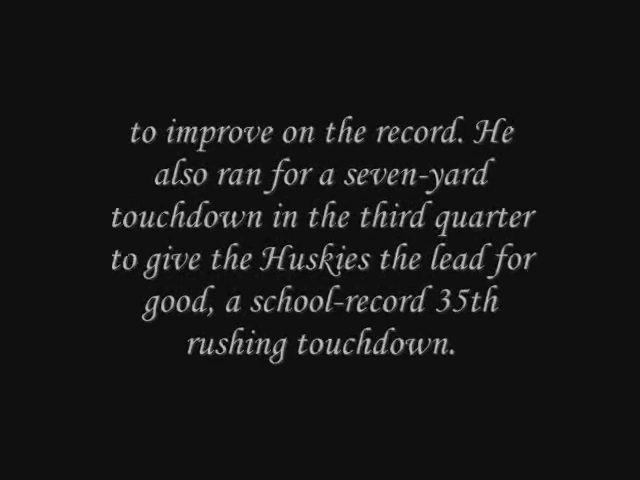 to improve on the record. He
also ran for a seven-yard
touchdown in the third quarter
to give the Huskies the lead for
good, a school-record 35th
rushing touchdown.